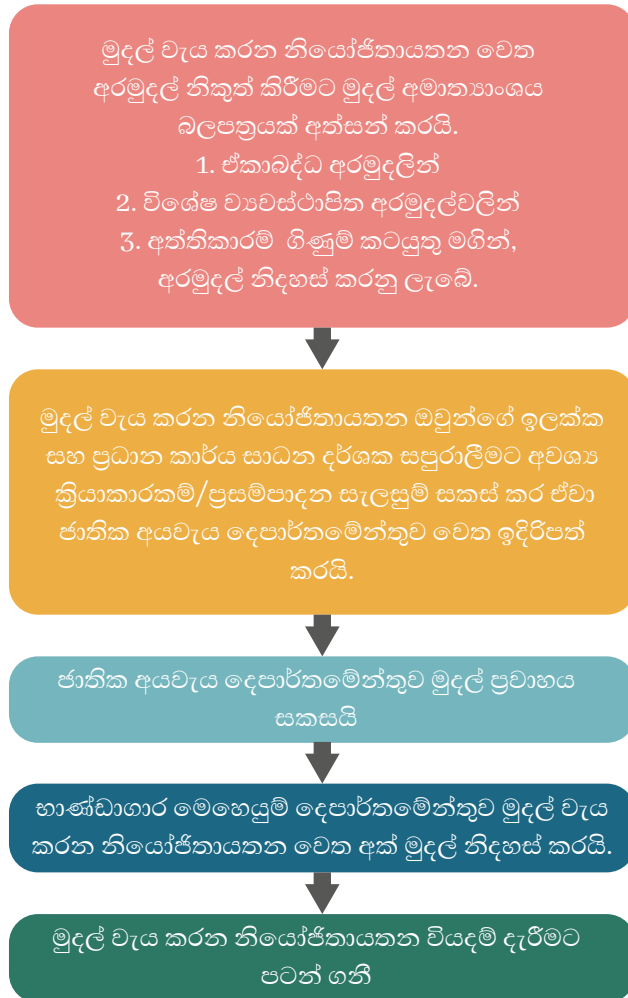 මුදල් වැය කරන නියෝජිතායතන වෙත
අරමුදල් නිකුත් කිරීමට මුදල් අමාත්‍යාංශය
බලපත්‍රයක් අත්සන් කරයි.
1. ඒකාබද්ධ අරමුදලින්
2. විශේෂ ව්‍යවස්ථාපිත අරමුදල්වලින්
3. අත්තිකාරම් ගිණුම් කටයුතු මගින්,
අරමුදල් නිදහස් කරනු ලැබේ.
මුදල් වැය කරන නියෝජිතායතන ඔවුන්ගේ ඉලක්ක
සහ ප්‍රධාන කාර්ය සාධන දර්ශක සපුරාලීමට අවශ්‍ය
ක්‍රියාකාරකම්/ප්‍රසම්පාදන සැලසුම් සකස් කර ඒවා
ජාතික අයවැය දෙපාර්තමේන්තුව වෙත ඉදිරිපත්
කරයි.
ජාතික අයවැය දෙපාර්තමේන්තුව මුදල් ප්‍රවාහය
සකසයි
භාණ්ඩාගාර මෙහෙයුම් දෙපාර්තමේන්තුව මුදල් වැය
කරන නියෝජිතායතන වෙත අක් මුදල් නිදහස් කරයි.
මුදල් වැය කරන නියෝජිතායතන වියදම් දැරීමට
පටන් ගනී